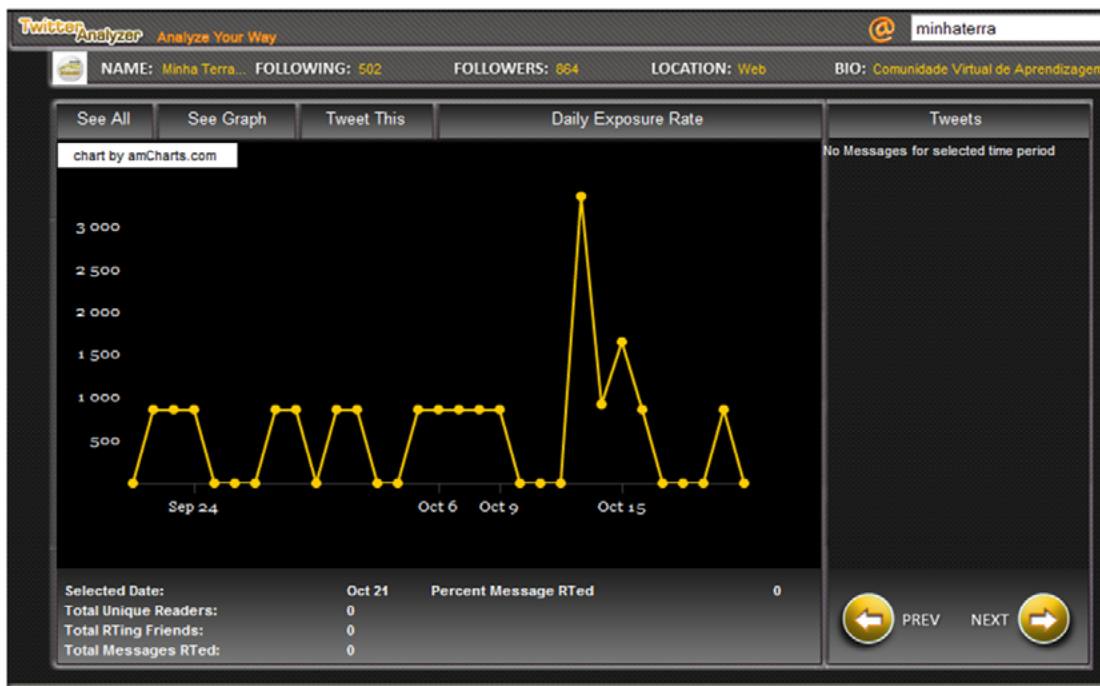 TwitterAnalyzer Analyze Your Way @ minhaterra
NAME: Minha Terra... FOLLOWING: 502 FOLLOWERS: 864 LOCATION: Web BIO: Comunidade Virtual de Aprendizagem
See All See Graph Tweet This Daily Exposure Rate Tweets
chart by amCharts.com
No Messages for selected time period
3 000
2 500
2 000
1 500
1 000
500
Sep 24 Oct 6 Oct 9 Oct 15
Selected Date: Oct 21 Percent Message RTed 0
Total Unique Readers: 0
Total RTing Friends: 0
Total Messages RTed: 0
PREV NEXT